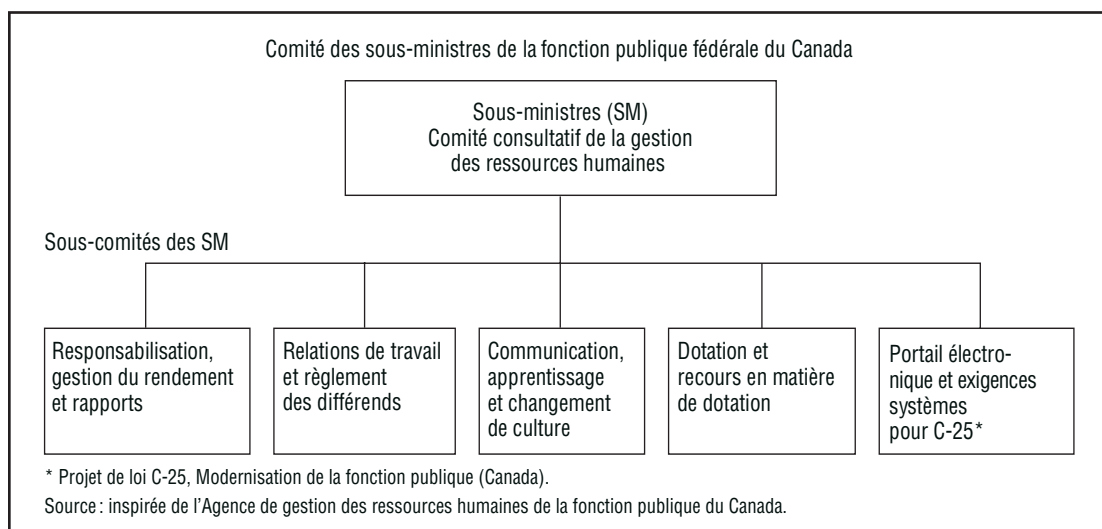 Comité des sous-ministres de la fonction publique fédérale du Canada
Sous-ministres (SM)
Comité consultatif de la gestion
des ressources humaines
Sous-comités des SM
Responsabilisation,
gestion du rendement
et rapports
Relations de travail
et règlement
des différends
Communication,
apprentissage
et changement
de culture
Dotation et
recours en matière
de dotation
Portail électro-
nique et exigences
systèmes
pour C-25*
* Projet de loi C-25, Modernisation de la fonction publique (Canada).
Source : inspirée de l’Agence de gestion des ressources humaines de la fonction publique du Canada.